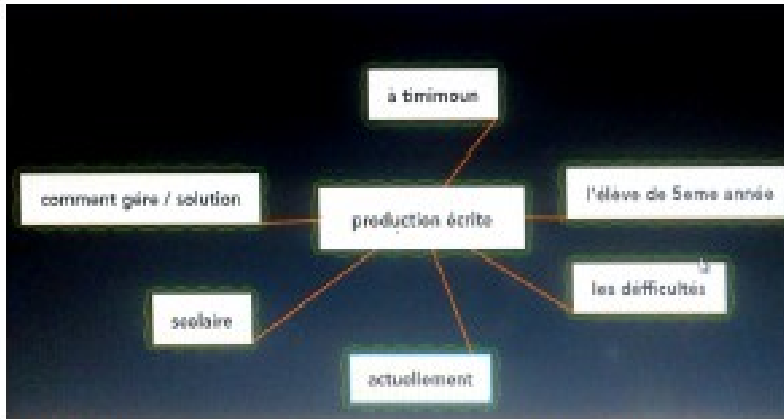 à timimoun
comment gére / solution
l'élève de 5eme année
production écrite
les défficultés
scolaire
actuellement